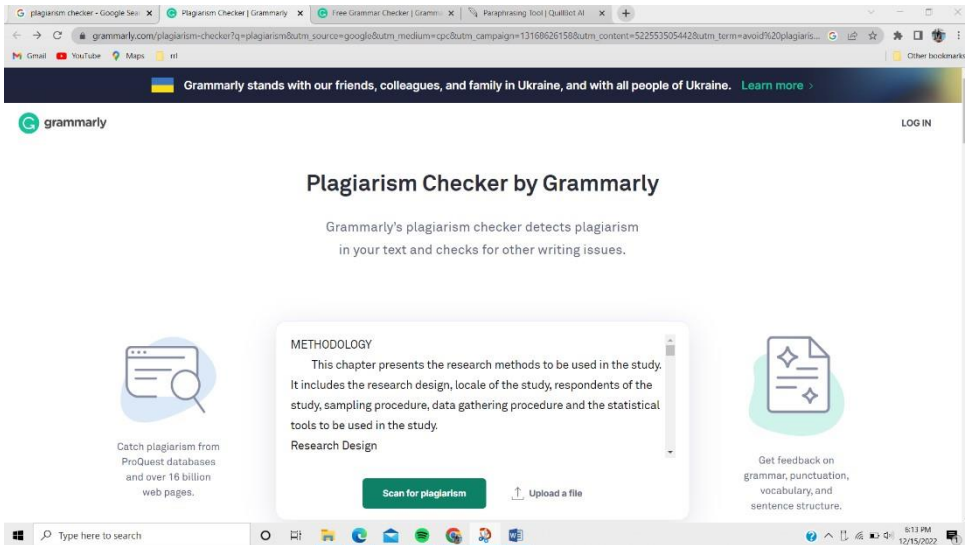 plagiarism checker - Google Sear
Plagiarism Checker | Grammarly
Free Grammar Checker | Gramm
Paraphrasing Tool | QuillBot AI
grammarly.com/plagiarism-checker?q=plagiarism&utm_source=google&utm_medium=cpc&utm_campaign=13168626158&utm_content=522553505442&utm_term=avoid%20plagiaris...
Gmail YouTube Maps rrl Other bookmarks
Grammarly stands with our friends, colleagues, and family in Ukraine, and with all people of Ukraine. Learn more >
grammarly LOG IN
Plagiarism Checker by Grammarly
Grammarly's plagiarism checker detects plagiarism
in your text and checks for other writing issues.
METHODOLOGY
This chapter presents the research methods to be used in the study.
It includes the research design, locale of the study, respondents of the
study, sampling procedure, data gathering procedure and the statistical
tools to be used in the study.
Research Design
Catch plagiarism from
ProQuest databases
and over 16 billion
web pages.
Scan for plagiarism Upload a file
Get feedback on
grammar, punctuation,
vocabulary, and
sentence structure.
Type here to search
6:13 PM
12/15/2022